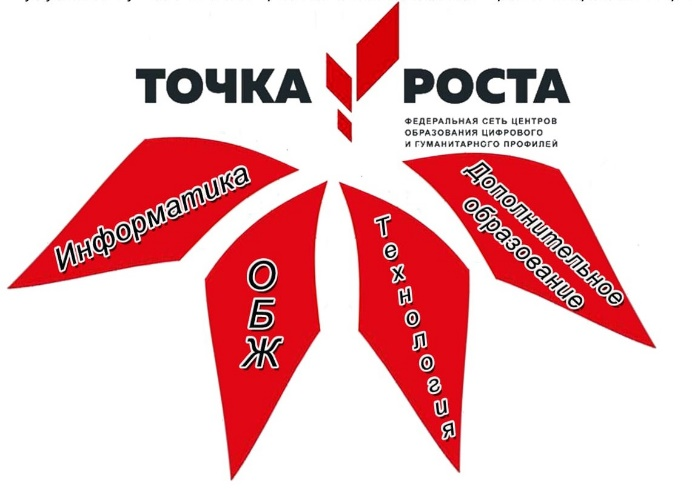 ТОЧКА РОСТА
ФЕДЕРАЛЬНАЯ СЕТЬ ЦЕНТРОВ
ОБРАЗОВАНИЯ ЦИФРОВОГО
И ГУМАНИТАРНОГО ПРОФИЛЕЙ
Информатика
ОБЖ
Технология
Дополнительное
образование